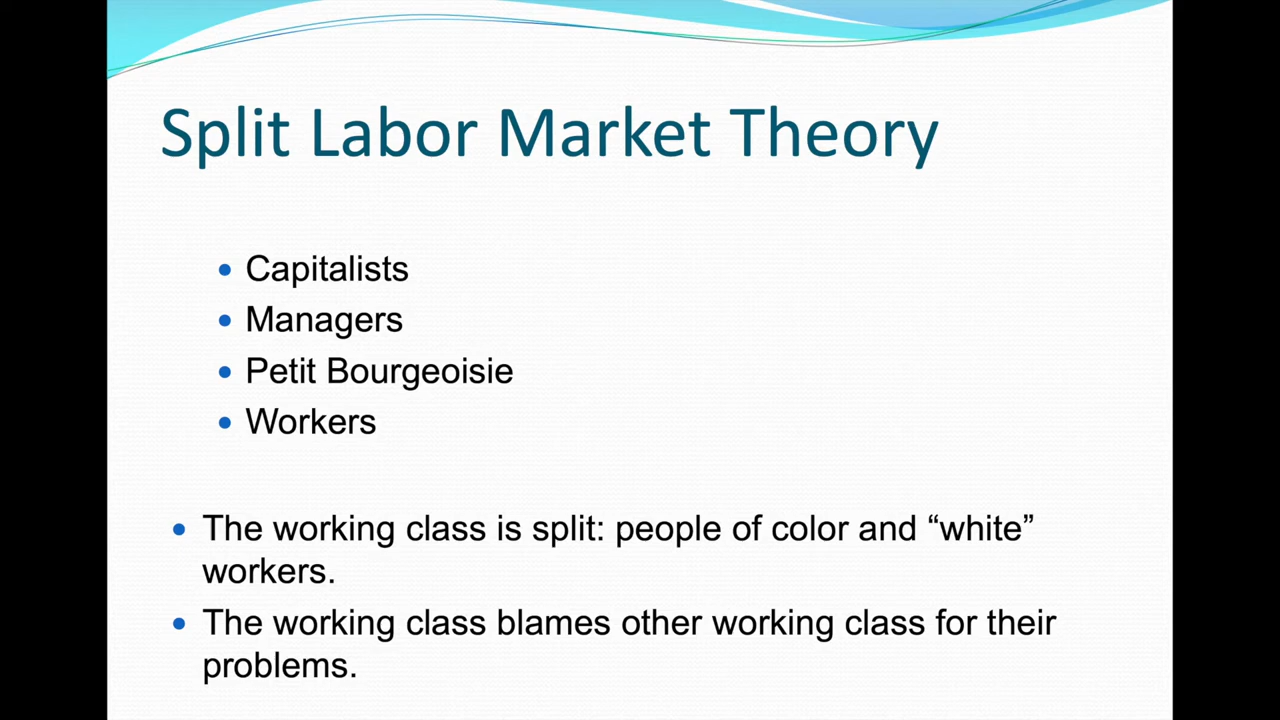 Split Labor Market Theory
• Capitalists
• Managers
• Petit Bourgeoisie
• Workers
• The working class is split: people of color and “white”
workers.
• The working class blames other working class for their
problems.